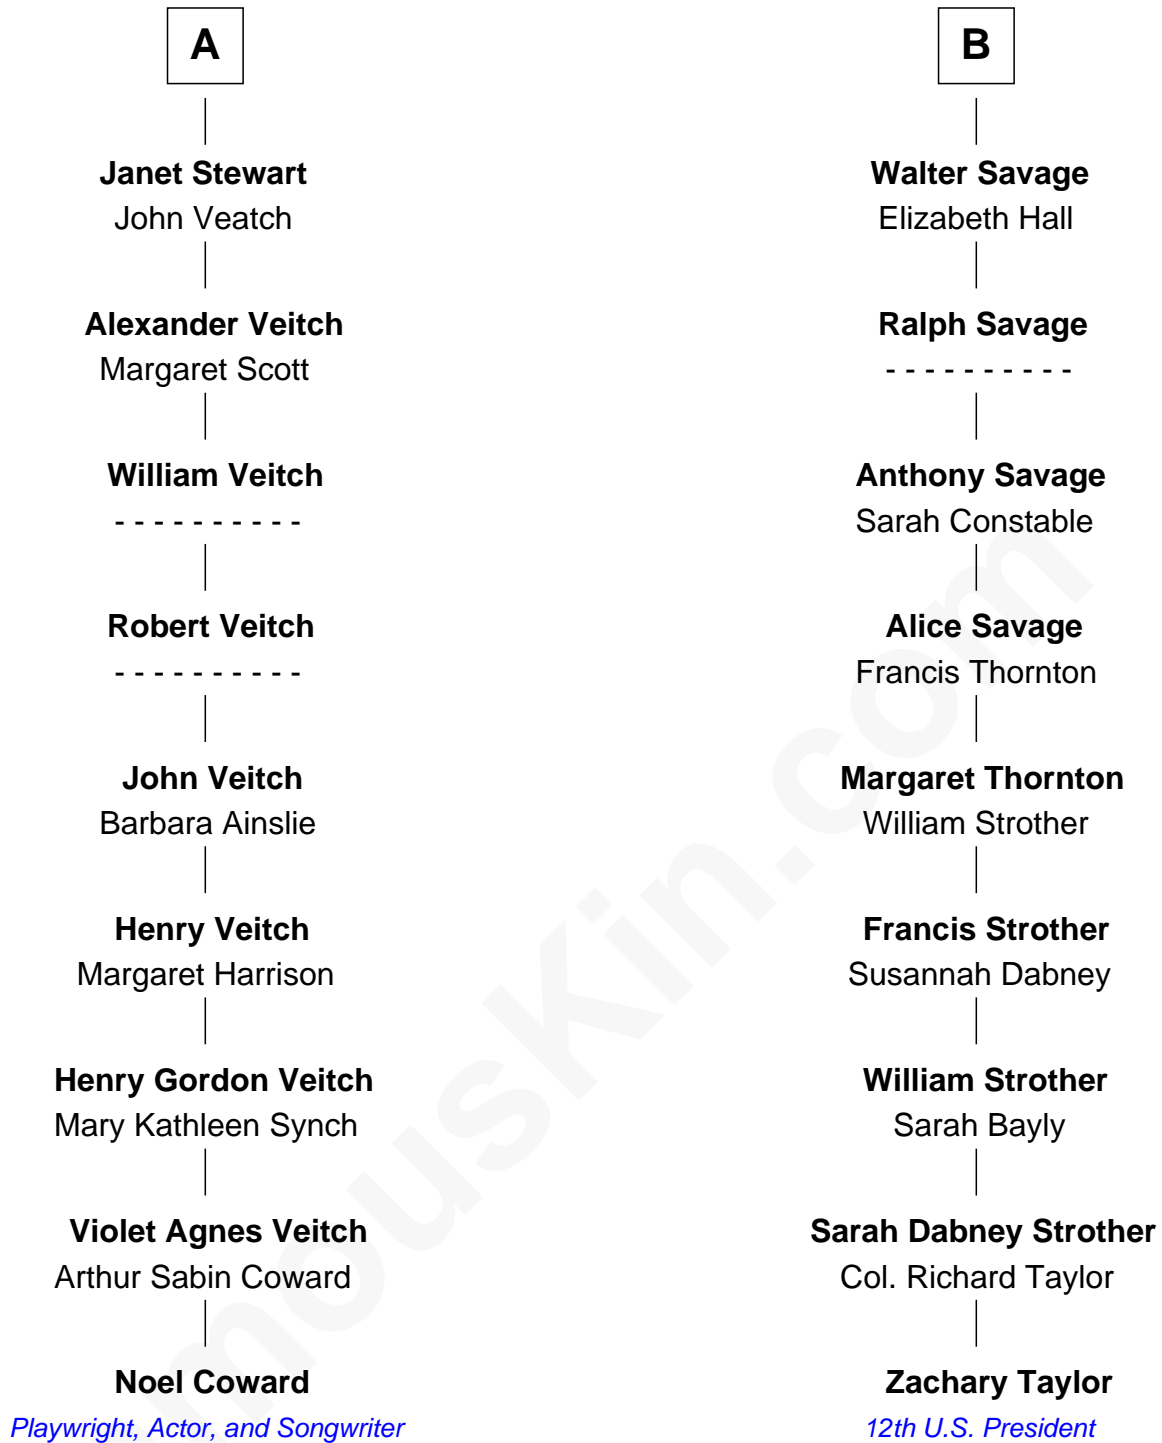 A
Janet Stewart
John Veatch
Alexander Veitch
Margaret Scott
William Veitch
- - - - - - - - - -
Robert Veitch
- - - - - - - - - -
John Veitch
Barbara Ainslie
Henry Veitch
Margaret Harrison
Henry Gordon Veitch
Mary Kathleen Synch
Violet Agnes Veitch
Arthur Sabin Coward
Noel Coward
Playwright, Actor, and Songwriter
B
Walter Savage
Elizabeth Hall
Ralph Savage
- - - - - - - - - -
Anthony Savage
Sarah Constable
Alice Savage
Francis Thornton
Margaret Thornton
William Strother
Francis Strother
Susannah Dabney
William Strother
Sarah Bayly
Sarah Dabney Strother
Col. Richard Taylor
Zachary Taylor
12th U.S. President
mousKin.com